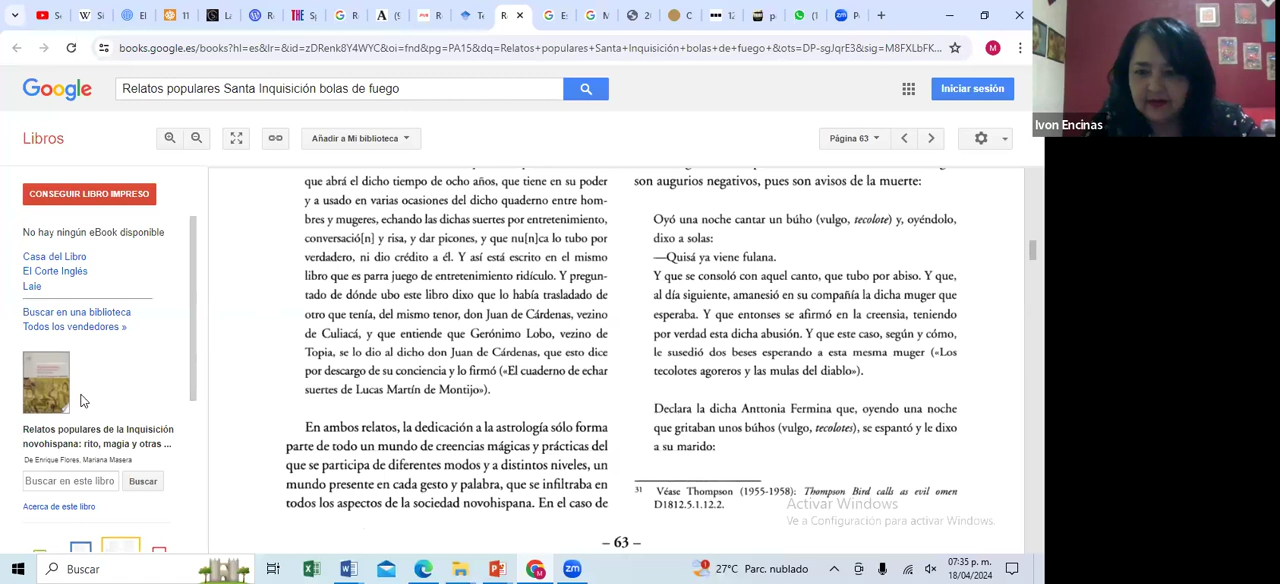 books.google.es/books?hl=es&lr=&id=zDRenk8Y4WYC&oi=fnd&pg=PA15&dq=Relatos+populares+Santa+Inquisición+bolas+de+fuego+&ots=DP-sgJqrE3&sig=M8FXLbFK...
M
Google
Relatos populares Santa Inquisición bolas de fuego
Iniciar sesión
Ivon Encinas
Libros
Añadir a Mi biblioteca
Página 63
CONSEGUIR LIBRO IMPRESO
No hay ningún eBook disponible
Casa del Libro
El Corte Inglés
Laie
Buscar en una biblioteca
Todos los vendedores »
Relatos populares de la Inquisición
novohispana: rito, magia y otras ...
De Enrique Flores, Mariana Masera
Buscar en este libro
Buscar
Acerca de este libro
que abrá el dicho tiempo de ocho años, que tiene en su poder
y a usado en varias ocasiones del dicho quaderno entre hom-
bres y mugeres, echando las dichas suertes por entretenimiento,
conversació[n] y risa, y dar picones, y que nu[n]ca lo tubo por
verdadero, ni dio crédito a él. Y así está escrito en el mismo
libro que es parra juego de entretenimiento ridículo. Y pregun-
tado de dónde ubo este libro dixo que lo había trasladado de
otro que tenía, del mismo tenor, don Juan de Cárdenas, vezino
de Culiacá, y que entiende que Gerónimo Lobo, vezino de
Topia, se lo dio al dicho don Juan de Cárdenas, que esto dice
por descargo de su conciencia y lo firmó («El cuaderno de echar
suertes de Lucas Martín de Montijo»).
En ambos relatos, la dedicación a la astrología sólo forma
parte de todo un mundo de creencias mágicas y prácticas del
que se participa de diferentes modos y a distintos niveles, un
mundo presente en cada gesto y palabra, que se infiltraba en
todos los aspectos de la sociedad novohispana. En el caso de
son augurios negativos, pues son avisos de la muerte:
Oyó una noche cantar un búho (vulgo, tecolote) y, oyéndolo,
dixo a solas:
—Quisá ya viene fulana.
Y que se consoló con aquel canto, que tubo por abiso. Y que,
al día siguiente, amanesió en su compañía la dicha muger que
esperaba. Y que entonses se afirmó en la creensia, teniendo
por verdad esta dicha abusión. Y que este caso, según y cómo,
le susedió dos beses esperando a esta mesma muger («Los
tecolotes agoreros y las mulas del diablo»).
Declara la dicha Anttonia Fermina que, oyendo una noche
que gritaban unos búhos (vulgo, tecolotes), se espantó y le dixo
a su marido:
31 Véase Thompson (1955-1958): Thompson Bird calls as evil omen
D1812.5.1.12.2.
– 63 –
Activar Windows
Ve a Configuración para activar Windows.
Buscar
27°C Parc. nublado
07:35 p. m.
18/04/2024